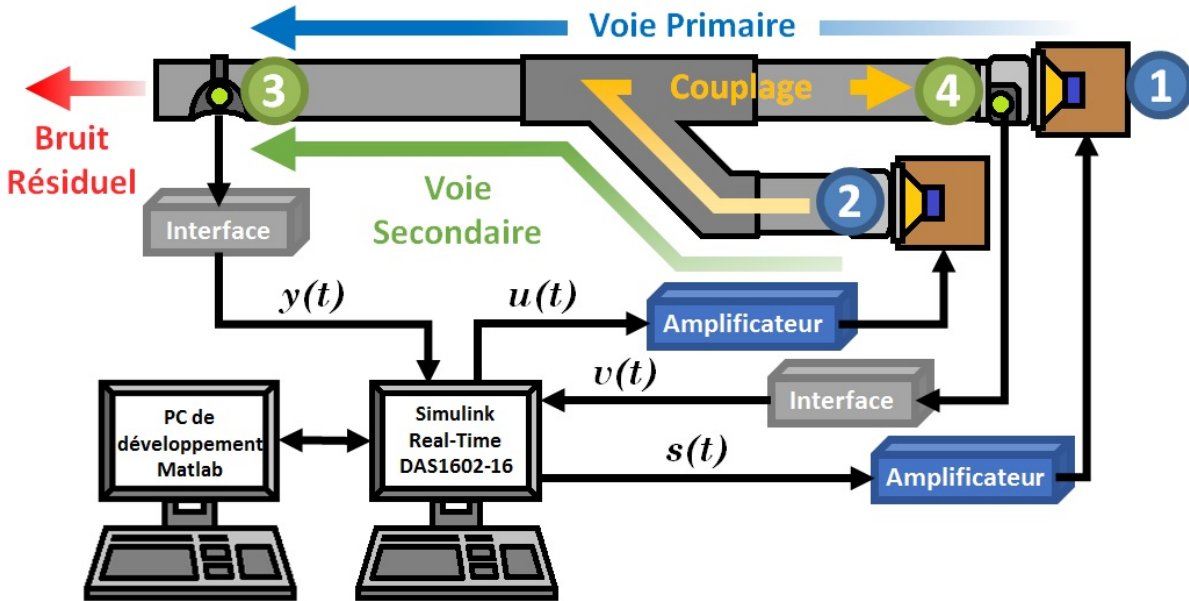 Voie Primaire
3
Couplage
4
1
Bruit
Résiduel
Voie
Secondaire
2
Interface
y(t)
u(t)
Amplificateur
v(t)
Interface
PC de
développement
Matlab
Simulink
Real-Time
DAS1602-16
s(t)
Amplificateur